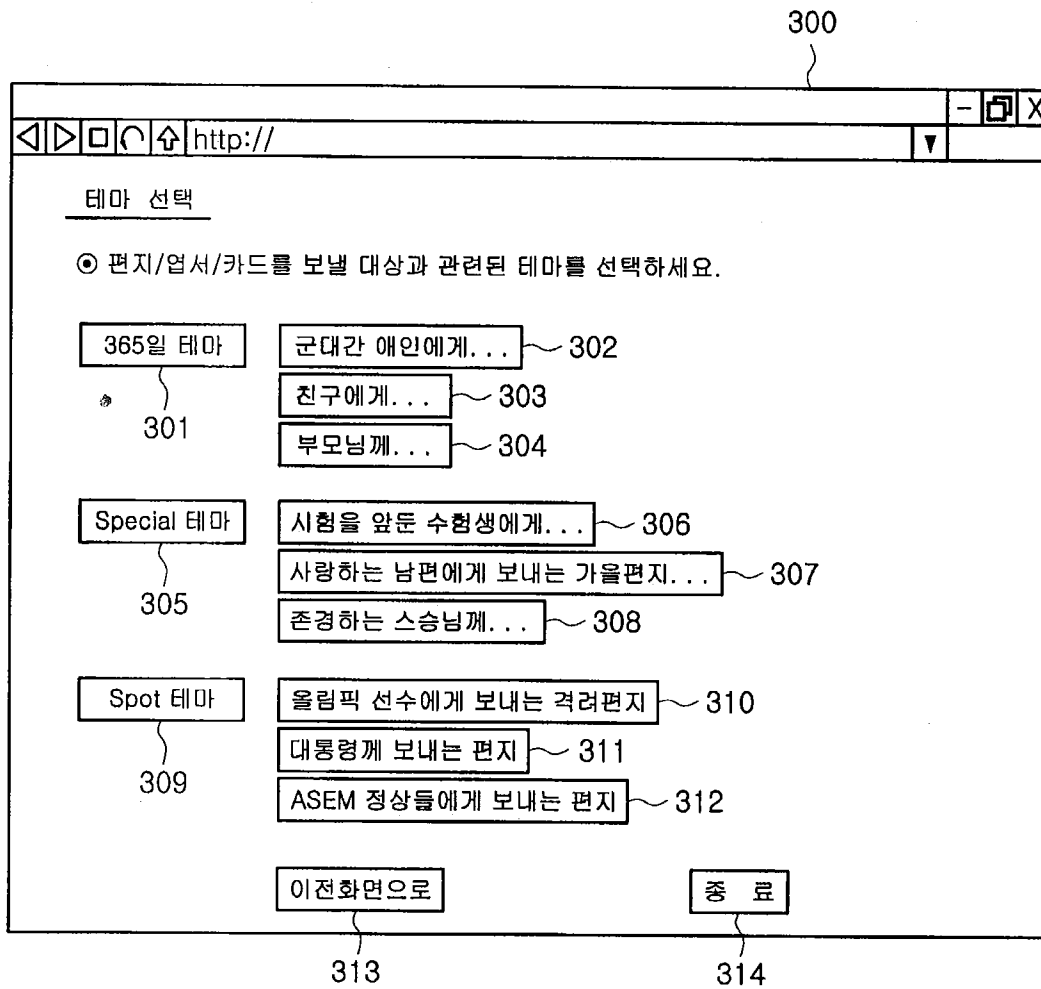 300
- X
http:// ▼
테마 선택
⊙ 편지/엽서/카드를 보낼 대상과 관련된 테마를 선택하세요.
365일 테마 군대간 애인에게... 302
친구에게... 303
301
부모님께... 304
Special 테마 시험을 앞둔 수험생에게... 306
사랑하는 남편에게 보내는 가을편지... 307
305
존경하는 스승님께... 308
Spot 테마 올림픽 선수에게 보내는 격려편지 310
대통령께 보내는 편지 311
309
ASEM 정상들에게 보내는 편지 312
이전화면으로 종 료
313 314